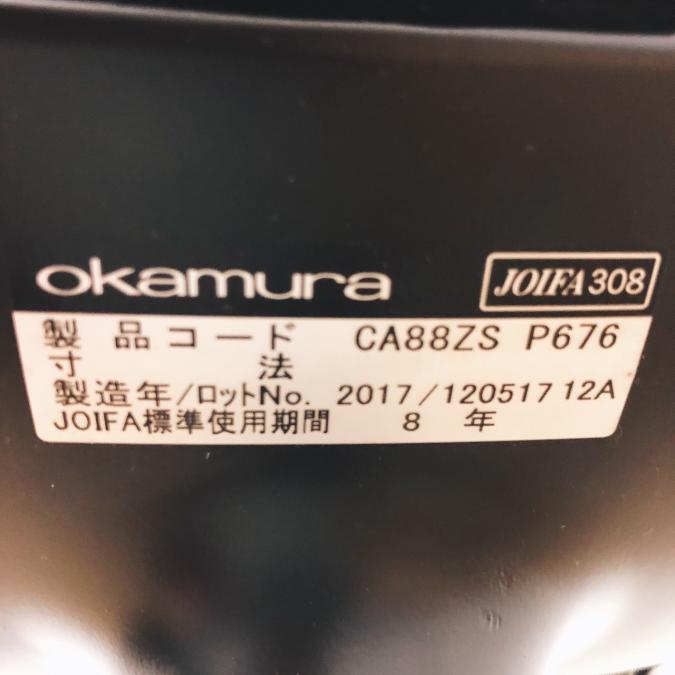 okamura
JOIFA308
製品コード CA88ZS P676
寸法
製造年/ロットNo. 2017/12051712A
JOIFA標準使用期間 8 年